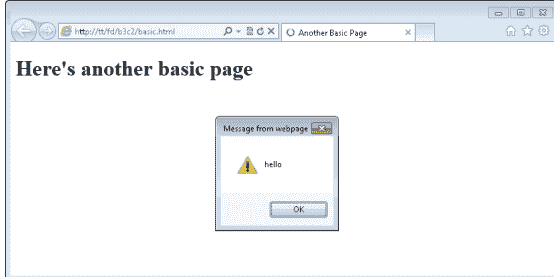 http://tt/fd/b3c2/basic.html
Another Basic Page
Here's another basic page
Message from webpage
hello
OK